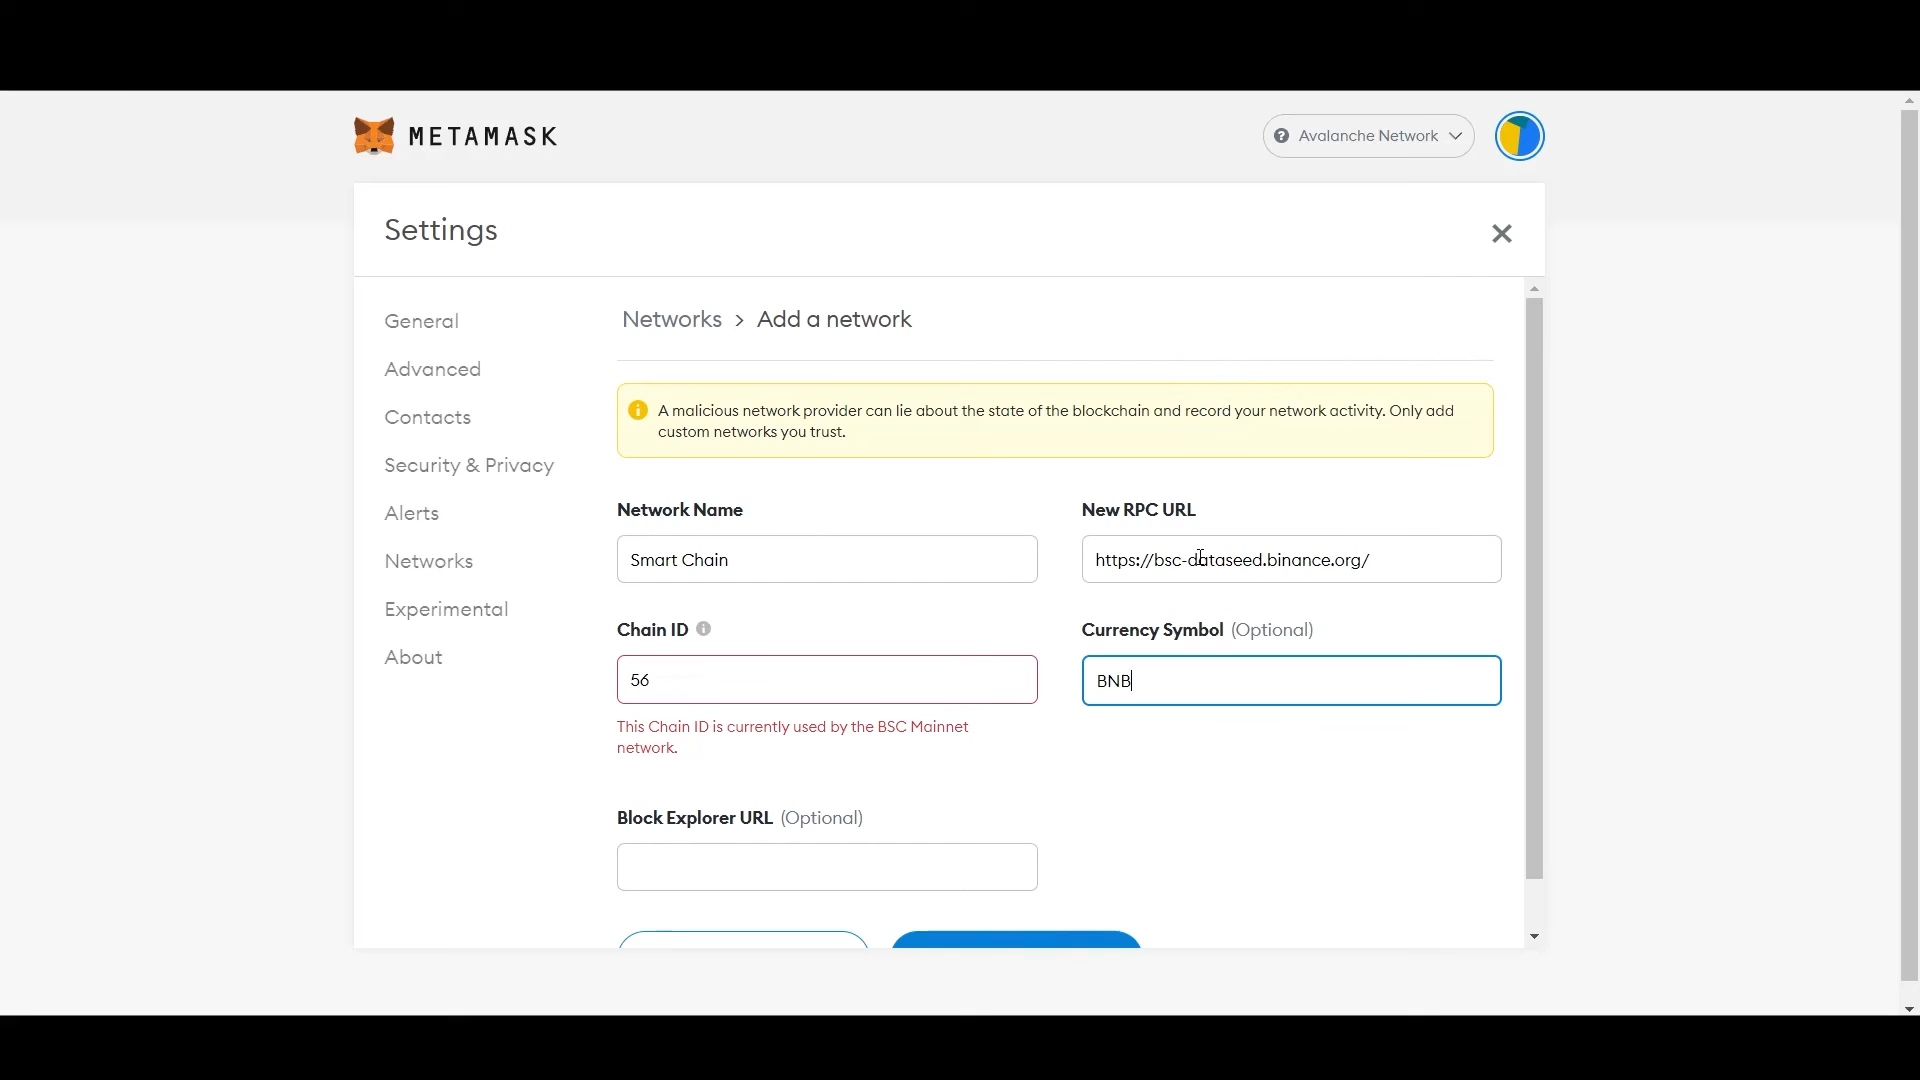 METAMASK
Avalanche Network
Settings
General
Advanced
Contacts
Security & Privacy
Alerts
Networks
Experimental
About
Networks > Add a network
A malicious network provider can lie about the state of the blockchain and record your network activity. Only add
custom networks you trust.
Network Name
Smart Chain
New RPC URL
https://bsc-dataseed.binance.org/
Chain ID
56
This Chain ID is currently used by the BSC Mainnet
network.
Currency Symbol (Optional)
BNB
Block Explorer URL (Optional)